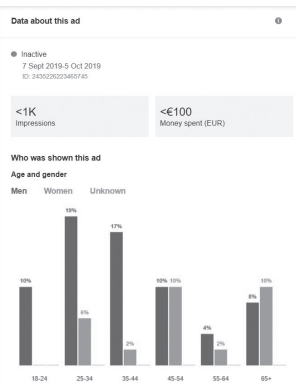 Data about this ad
Inactive
7 Sept 2019-5 Oct 2019
ID: 2435226223465745
<1K
Impressions
<€100
Money spent (EUR)
Who was shown this ad
Age and gender
Men Women Unknown
19%
17%
10%
10% 10%
10%
8%
6%
4%
2%
2%
18-24 25-34 35-44 45-54 55-64 65+